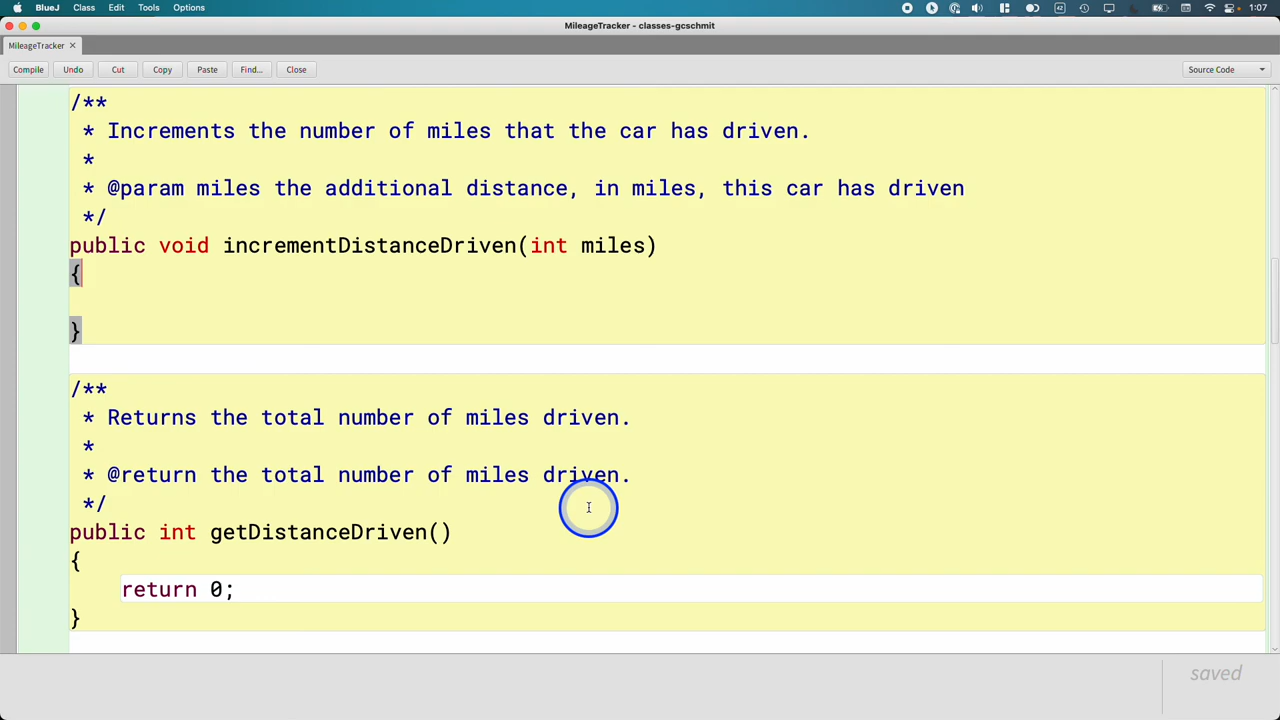 BlueJ Class Edit Tools Options 42 1:07
MileageTracker - classes-gcschmit
MileageTracker ×
Compile Undo Cut Copy Paste Find... Close Source Code
/**
* Increments the number of miles that the car has driven.
*
* @param miles the additional distance, in miles, this car has driven
*/
public void incrementDistanceDriven(int miles)
{
}
/**
* Returns the total number of miles driven.
*
* @return the total number of miles driven.
*/
public int getDistanceDriven()
{
return 0;
}
saved